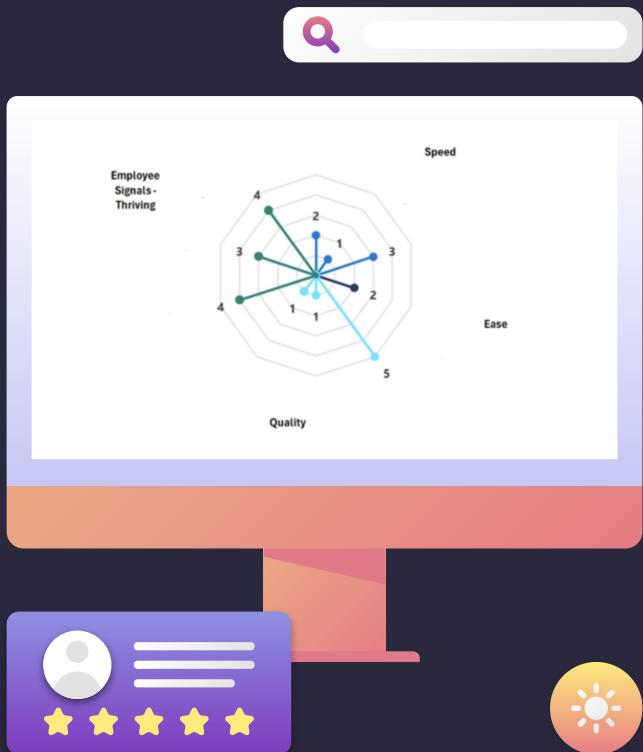 Speed
Employee
Signals -
Thriving
4
2
1
3
3
2
4
1
1
Ease
5
Quality